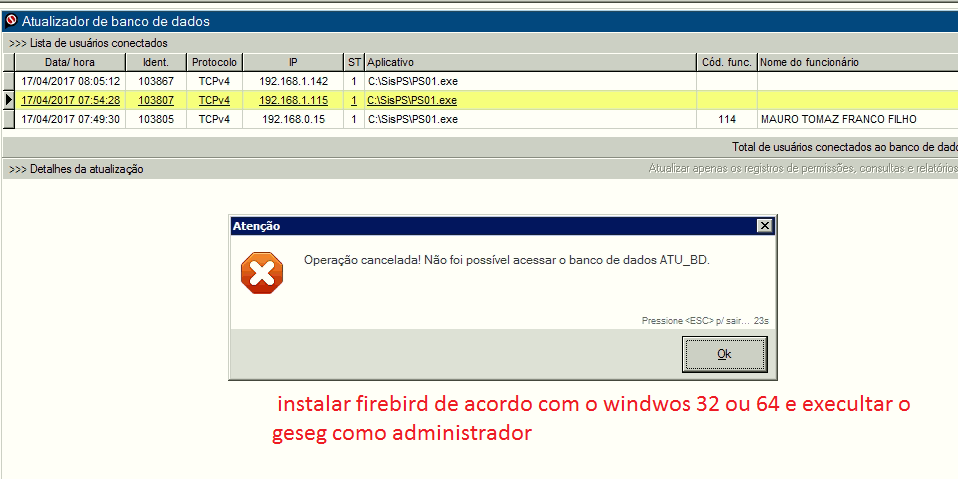 Atualizador de banco de dados
>>> Lista de usuários conectados
Data/ hora Ident. Protocolo IP ST Aplicativo Cód. func. Nome do funcionário
17/04/2017 08:05:12 103867 TCPv4 192.168.1.142 1 C:\SisPS\PS01.exe
17/04/2017 07:54:28 103807 TCPv4 192.168.1.115 1 C:\SisPS\PS01.exe
17/04/2017 07:49:30 103805 TCPv4 192.168.0.15 1 C:\SisPS\PS01.exe 114 MAURO TOMAZ FRANCO FILHO
Total de usuários conectados ao banco de dado
>>> Detalhes da atualização Atualizar apenas os registros de permissões, consultas e relatórios
Atenção
Operação cancelada! Não foi possível acessar o banco de dados ATU_BD.
Pressione <ESC> p/ sair... 23s
Ok
instalar firebird de acordo com o windwos 32 ou 64 e execultar o
geseg como administrador